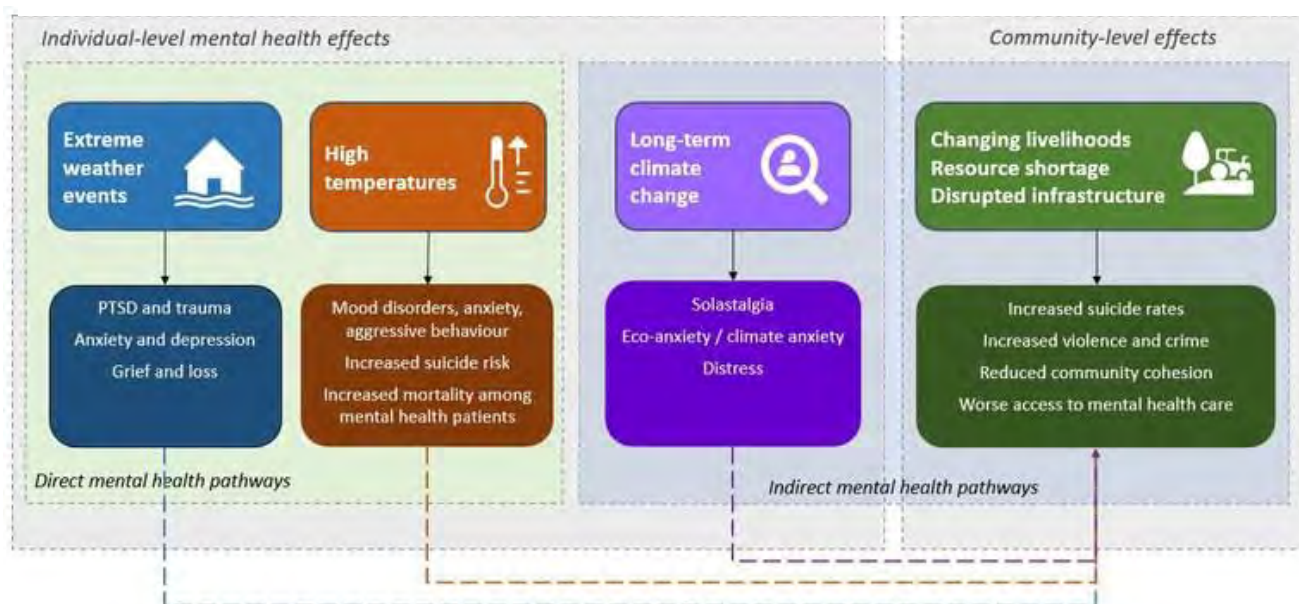 Individual-level mental health effects
Community-level effects
Extreme
weather
events
High
temperatures
Long-term
climate
change
Changing livelihoods
Resource shortage
Disrupted infrastructure
PTSD and trauma
Anxiety and depression
Grief and loss
Mood disorders, anxiety,
aggressive behaviour
Increased suicide risk
Increased mortality among
mental health patients
Solastalgia
Eco-anxiety / climate anxiety
Distress
Increased suicide rates
Increased violence and crime
Reduced community cohesion
Worse access to mental health care
Direct mental health pathways
Indirect mental health pathways